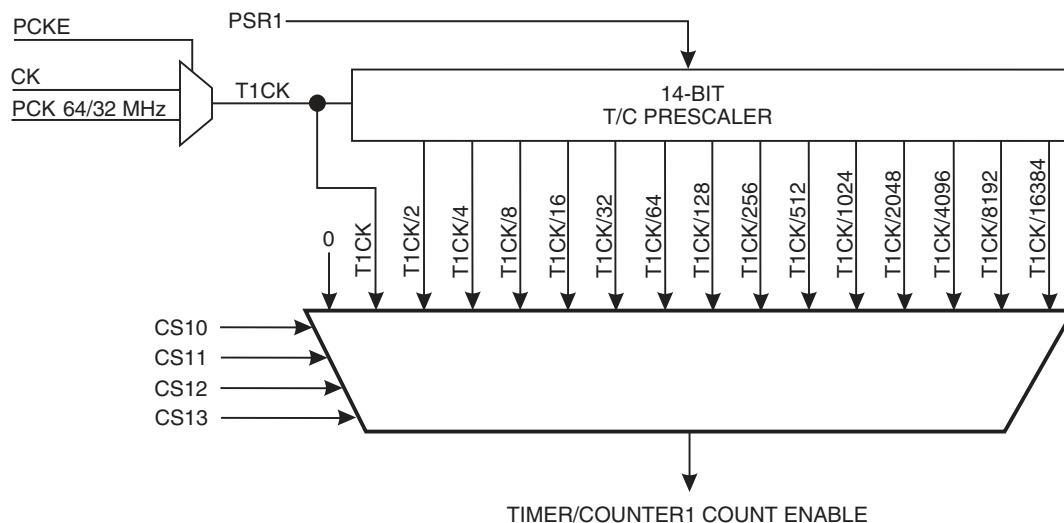 PSR1
PCKE
CK
PCK 64/32 MHz
T1CK
14-BIT
T/C PRESCALER
0
T1CK
T1CK/2
T1CK/4
T1CK/8
T1CK/16
T1CK/32
T1CK/64
T1CK/128
T1CK/256
T1CK/512
T1CK/1024
T1CK/2048
T1CK/4096
T1CK/8192
T1CK/16384
CS10
CS11
CS12
CS13
TIMER/COUNTER1 COUNT ENABLE